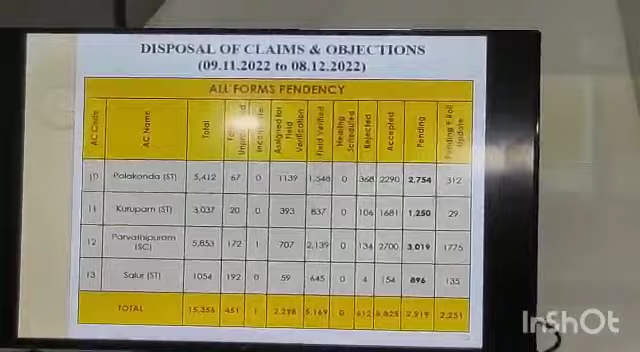 DISPOSAL OF CLAIMS & OBJECTIONS
(09.11.2022 to 08.12.2022)
ALL FORMS PENDENCY
AC Code AC Name Total Assigned for Field Verification Field Verified Hearing Scheduled Rejected Accepted Pending Pending E Roll Update
10 Palakonda (ST) 5,412 67 0 1139 1,548 0 368 2290 2,754 312
11 Kurupam (ST) 3,037 20 0 393 837 0 106 1681 1,250 29
12 Parvathipuram (SC) 5,853 172 1 707 2,139 0 134 2700 3,019 1775
13 Salur (ST) 1054 192 0 59 645 0 4 154 896 135
TOTAL 15,356 451 1 2,298 5,169 0 612 6,825 7,919 2,251
InShOt